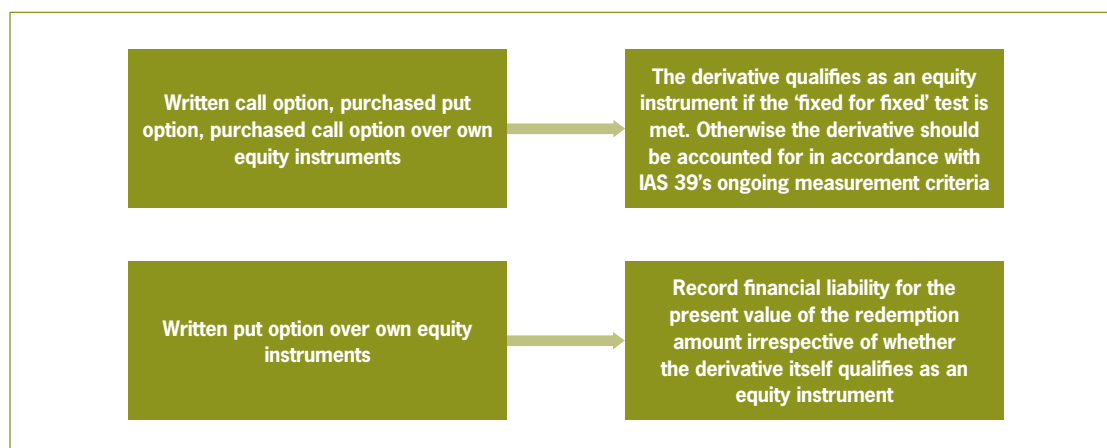 Written call option, purchased put
option, purchased call option over own
equity instruments
The derivative qualifies as an equity
instrument if the ‘fixed for fixed’ test is
met. Otherwise the derivative should
be accounted for in accordance with
IAS 39’s ongoing measurement criteria
Written put option over own equity
instruments
Record financial liability for the
present value of the redemption
amount irrespective of whether
the derivative itself qualifies as an
equity instrument